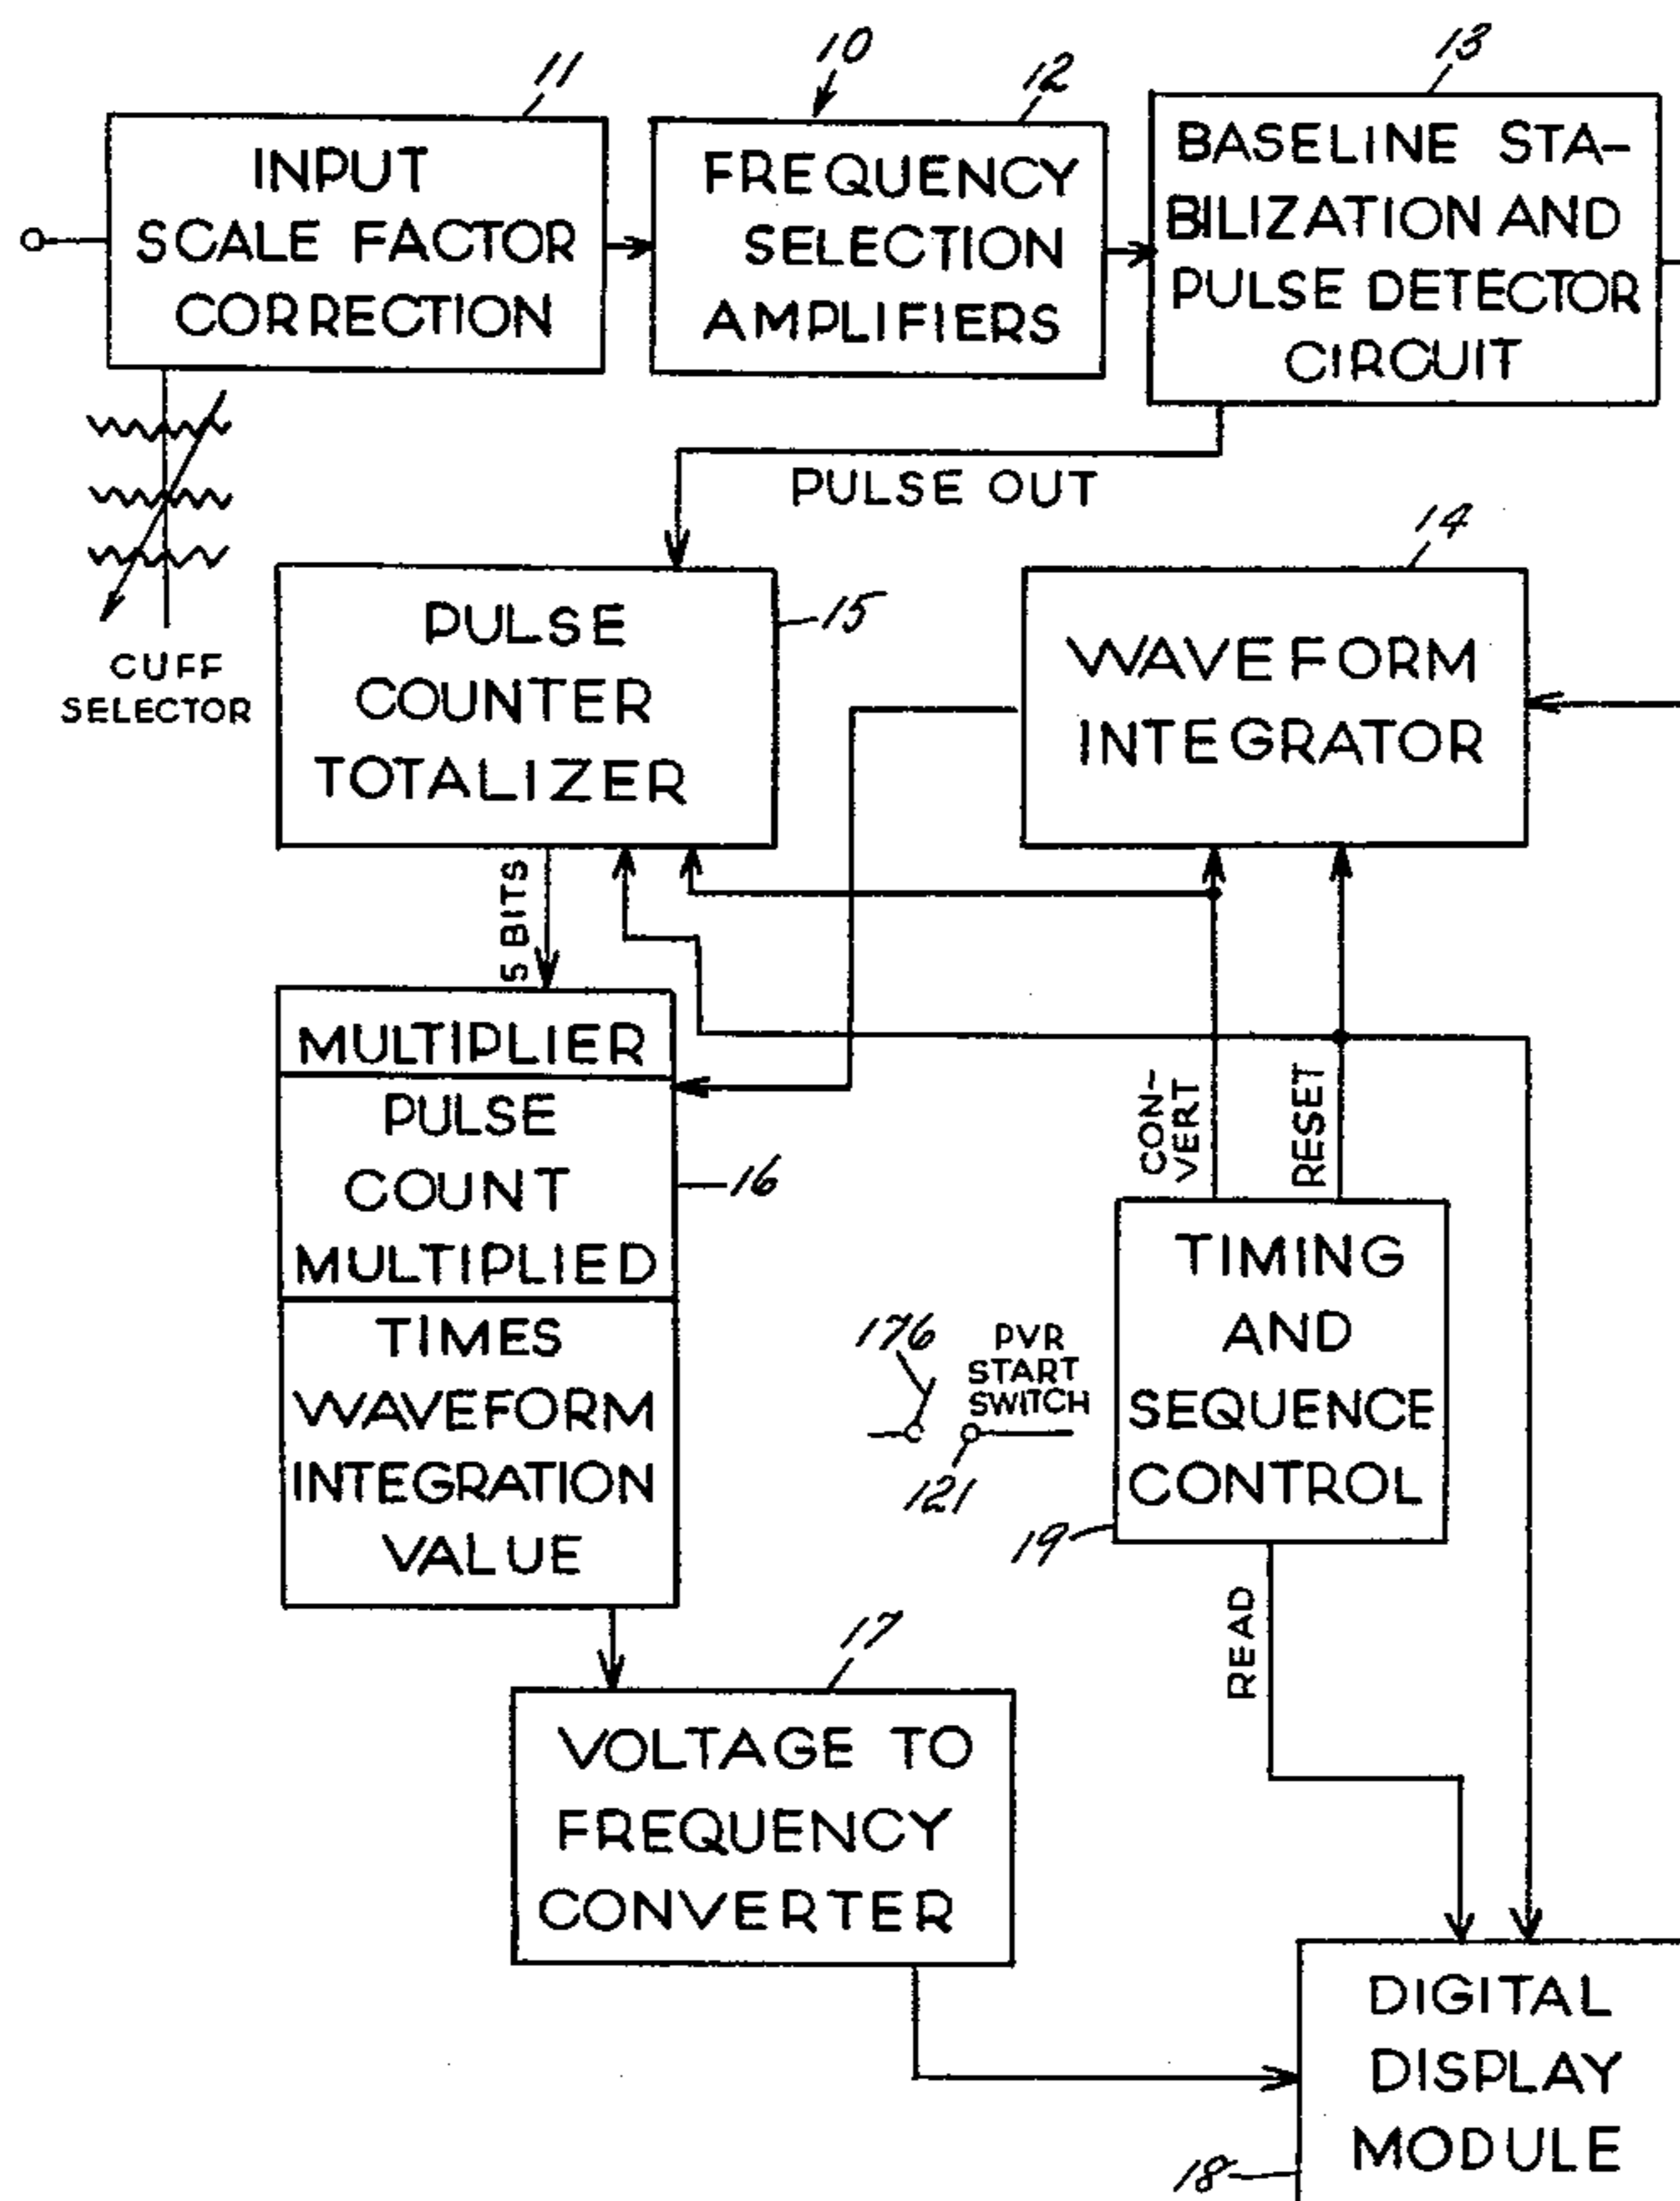 10
11
12
13
INPUT
SCALE FACTOR
CORRECTION
FREQUENCY
SELECTION
AMPLIFIERS
BASELINE STA-
BILIZATION AND
PULSE DETECTOR
CIRCUIT
PULSE OUT
CUFF
SELECTOR
PULSE
COUNTER
TOTALIZER
15
14
WAVEFORM
INTEGRATOR
5 BITS
MULTIPLIER
PULSE
COUNT
MULTIPLIED
TIMES
WAVEFORM
INTEGRATION
VALUE
16
CON-
VERT
RESET
TIMING
AND
SEQUENCE
CONTROL
19
176
PVR
START
SWITCH
121
READ
17
VOLTAGE TO
FREQUENCY
CONVERTER
DIGITAL
DISPLAY
MODULE
18